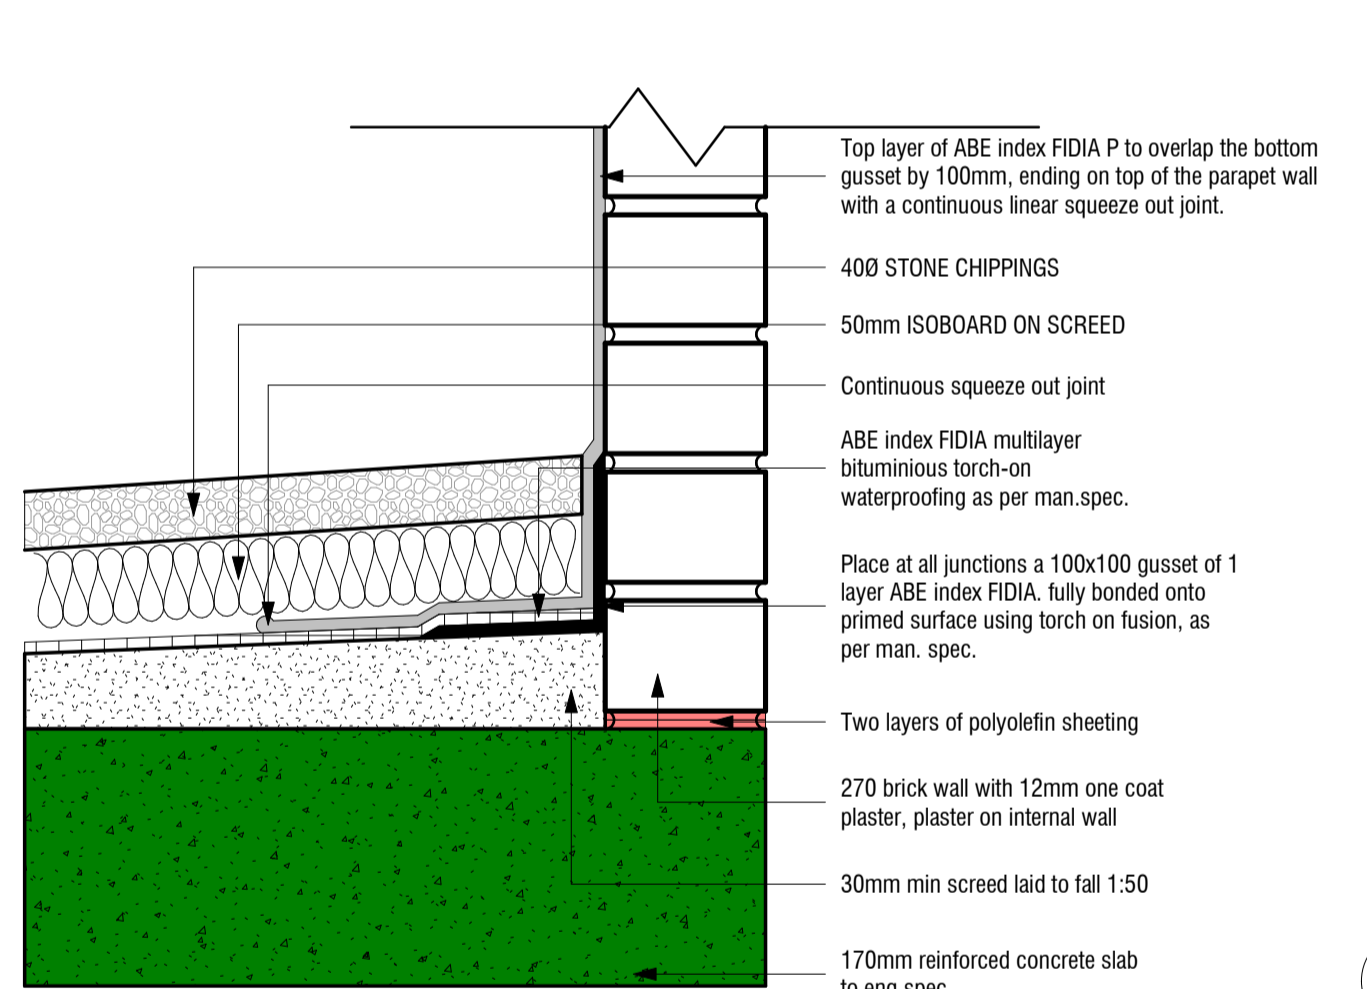 Top layer of ABE index FIDIA P to overlap the bottom
gusset by 100mm, ending on top of the parapet wall
with a continuous linear squeeze out joint.
40Ø STONE CHIPPINGS
50mm ISOBOARD ON SCREED
Continuous squeeze out joint
ABE index FIDIA multilayer
bituminious torch-on
waterproofing as per man.spec.
Place at all junctions a 100x100 gusset of 1
layer ABE index FIDIA. fully bonded onto
primed surface using torch on fusion, as
per man. spec.
Two layers of polyolefin sheeting
270 brick wall with 12mm one coat
plaster, plaster on internal wall
30mm min screed laid to fall 1:50
170mm reinforced concrete slab
to eng spec